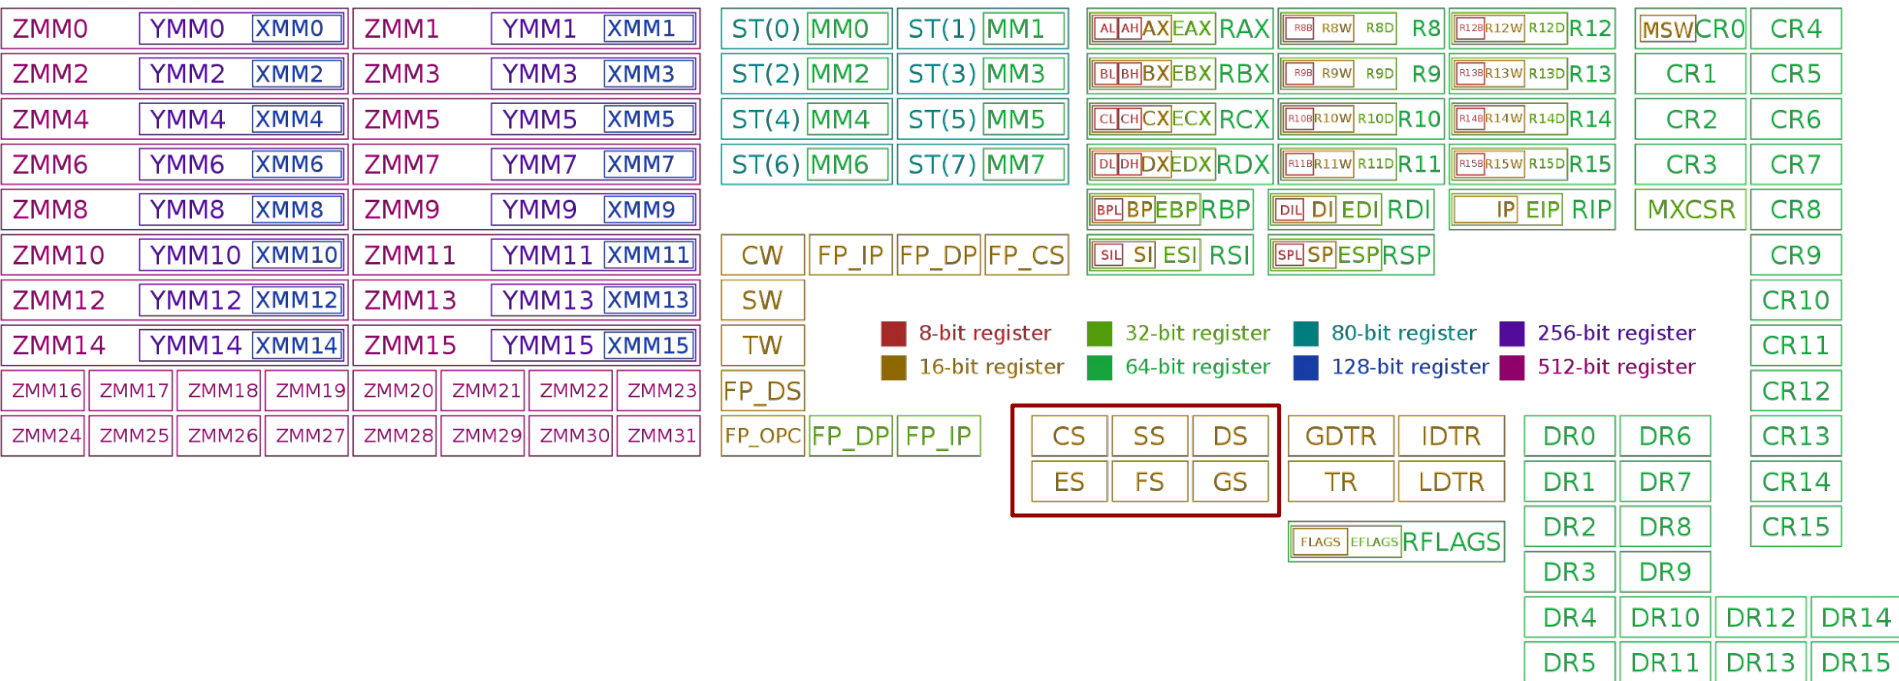 ZMM0 YMM0 XMM0 ZMM1 YMM1 XMM1 ST(0) MM0 ST(1) MM1 AL AH AX EAX RAX R8B R8W R8D R8 R12B R12W R12D R12 MSW CR0 CR4
ZMM2 YMM2 XMM2 ZMM3 YMM3 XMM3 ST(2) MM2 ST(3) MM3 BL BH BX EBX RBX R9B R9W R9D R9 R13B R13W R13D R13 CR1 CR5
ZMM4 YMM4 XMM4 ZMM5 YMM5 XMM5 ST(4) MM4 ST(5) MM5 CL CH CX ECX RCX R10B R10W R10D R10 R14B R14W R14D R14 CR2 CR6
ZMM6 YMM6 XMM6 ZMM7 YMM7 XMM7 ST(6) MM6 ST(7) MM7 DL DH DX EDX RDX R11B R11W R11D R11 R15B R15W R15D R15 CR3 CR7
ZMM8 YMM8 XMM8 ZMM9 YMM9 XMM9 BPL BP EBP RBP DIL DI EDI RDI IP EIP RIP MXCSR CR8
ZMM10 YMM10 XMM10 ZMM11 YMM11 XMM11 CW FP_IP FP_DP FP_CS SIL SI ESI RSI SPL SP ESP RSP CR9
ZMM12 YMM12 XMM12 ZMM13 YMM13 XMM13 SW CR10
8-bit register 32-bit register 80-bit register 256-bit register
ZMM14 YMM14 XMM14 ZMM15 YMM15 XMM15 TW CR11
16-bit register 64-bit register 128-bit register 512-bit register
ZMM16 ZMM17 ZMM18 ZMM19 ZMM20 ZMM21 ZMM22 ZMM23 FP_DS CR12
ZMM24 ZMM25 ZMM26 ZMM27 ZMM28 ZMM29 ZMM30 ZMM31 FP_OPC FP_DP FP_IP CS SS DS GDTR IDTR DR0 DR6 CR13
ES FS GS TR LDTR DR1 DR7 CR14
DR2 DR8 CR15
FLAGS EFLAGS RFLAGS
DR3 DR9
DR4 DR10 DR12 DR14
DR5 DR11 DR13 DR15